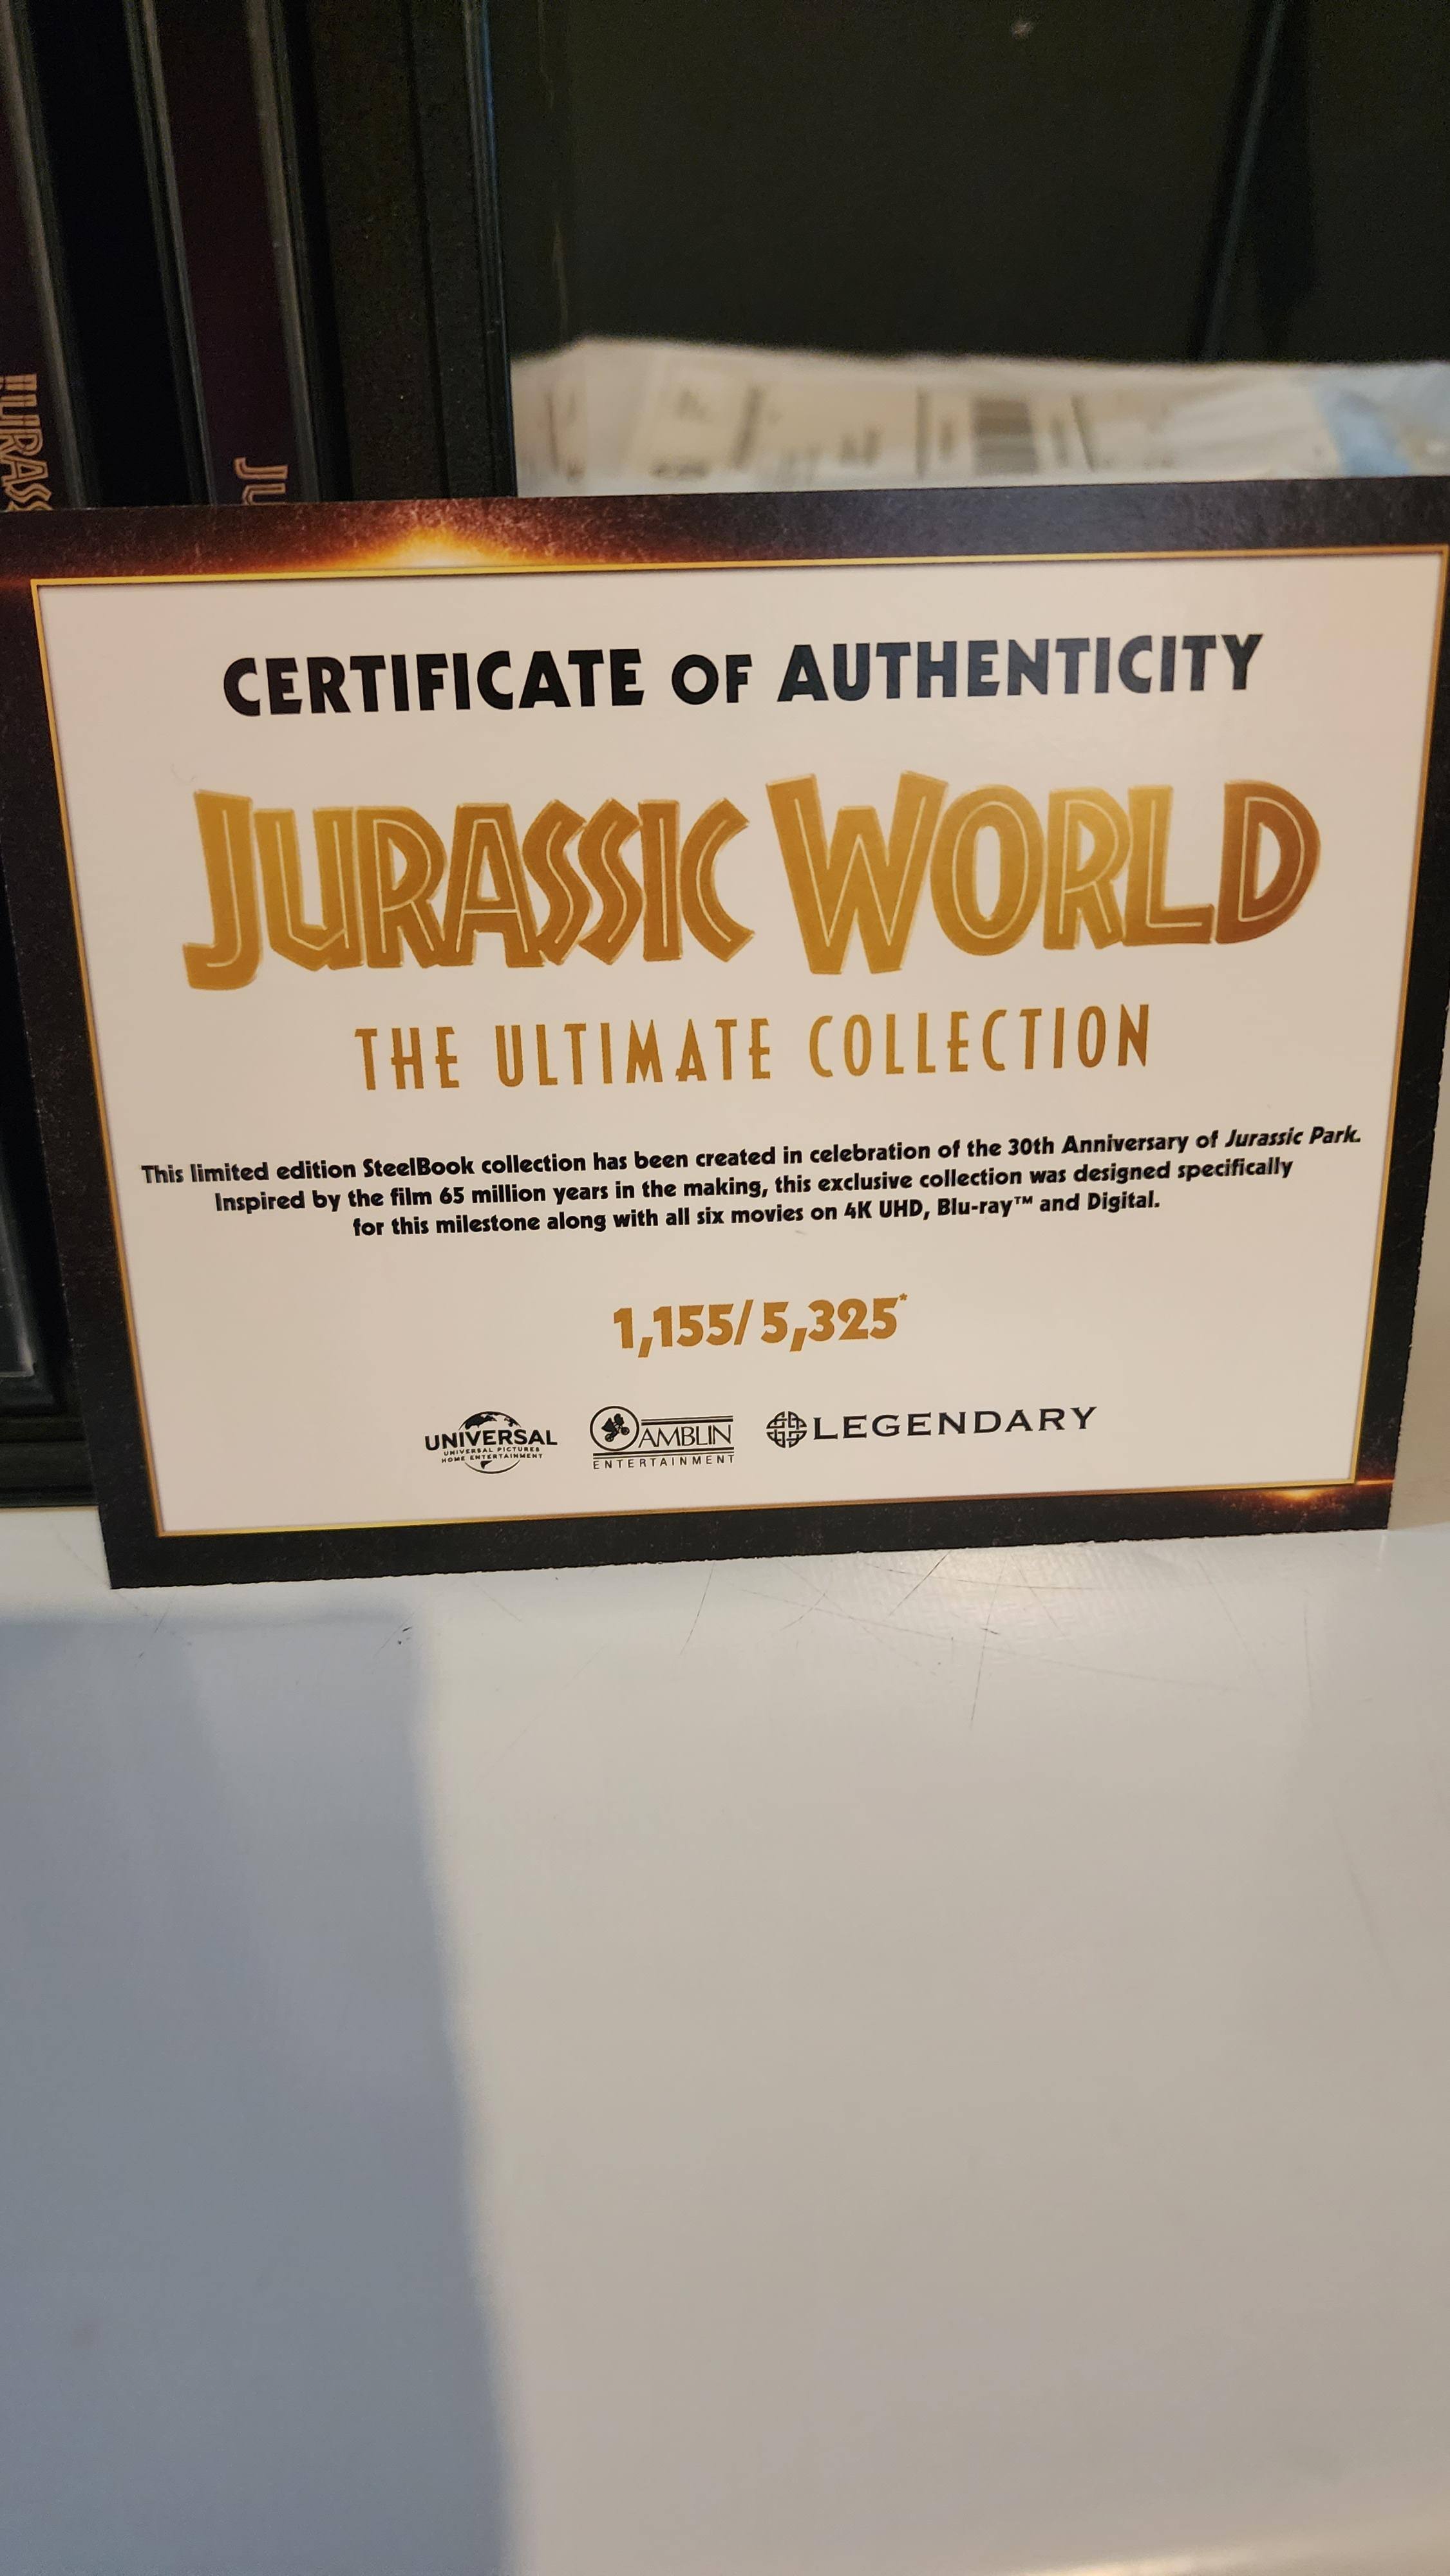 CERTIFICATE OF AUTHENTICITY
JURASSIC WORLD
THE ULTIMATE COLLECTION
This limited edition SteelBook collection has been created in celebration of the 30th Anniversary of Jurassic Park.
Inspired by the film 65 million years in the making, this exclusive collection was designed specifically
for this milestone along with all six movies on 4K UHD, Blu-ray™ and Digital.
1,155/5,325*
UNIVERSAL
UNIVERSAL PICTURES
HOME ENTERTAINMENT
AMBLIN
ENTERTAINMENT
LEGENDARY
JURASS
JU